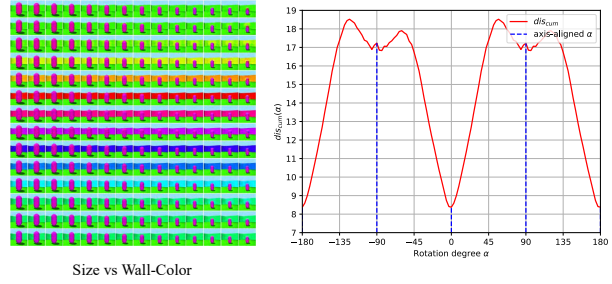 19
18
17
16
15
14
13
12
11
10
9
8
7
dis_cum(α)
dis_cum
axis-aligned α
−180 −135 −90 −45 0 45 90 135 180
Rotation degree α
Size vs Wall-Color